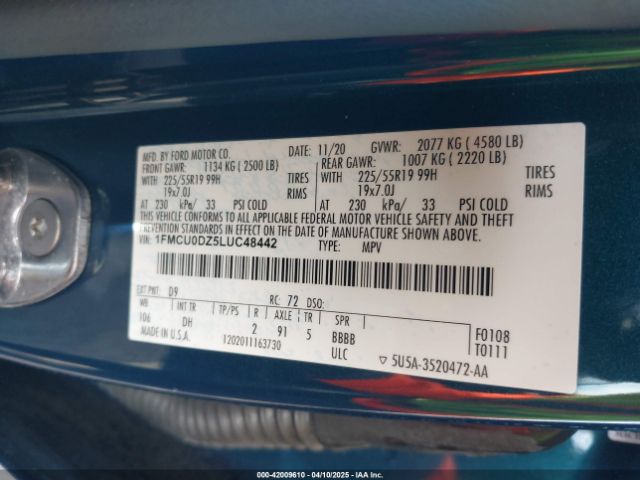 MFD. BY FORD MOTOR CO. DATE: 11/20 GVWR: 2077 KG ( 4580 LB)
FRONT GAWR: 1134 KG ( 2500 LB) REAR GAWR: 1007 KG ( 2220 LB)
WITH 225/55R19 99H TIRES WITH 225/55R19 99H TIRES
19x7.0J RIMS 19x7.0J RIMS
AT 230 kPa/ 33 PSI COLD AT 230 kPa/ 33 PSI COLD
THIS VEHICLE CONFORMS TO ALL APPLICABLE FEDERAL MOTOR VEHICLE SAFETY AND THEFT
PREVENTION STANDARDS IN EFFECT ON THE DATE OF MANUFACTURE SHOWN ABOVE.
VIN: 1FMCU0DZ5LUC48442 TYPE: MPV
EXT PNT: D9 RC: 72 DSO:
WB INT TR TP/PS R AXLE TR SPR
106 DH 2 91 5 BBBB F0108
MADE IN U.S.A. 1202011163730 ULC T0111
▽ 5U5A-3520472-AA
000-42009610 - 04/10/2025 - IAAI.COM